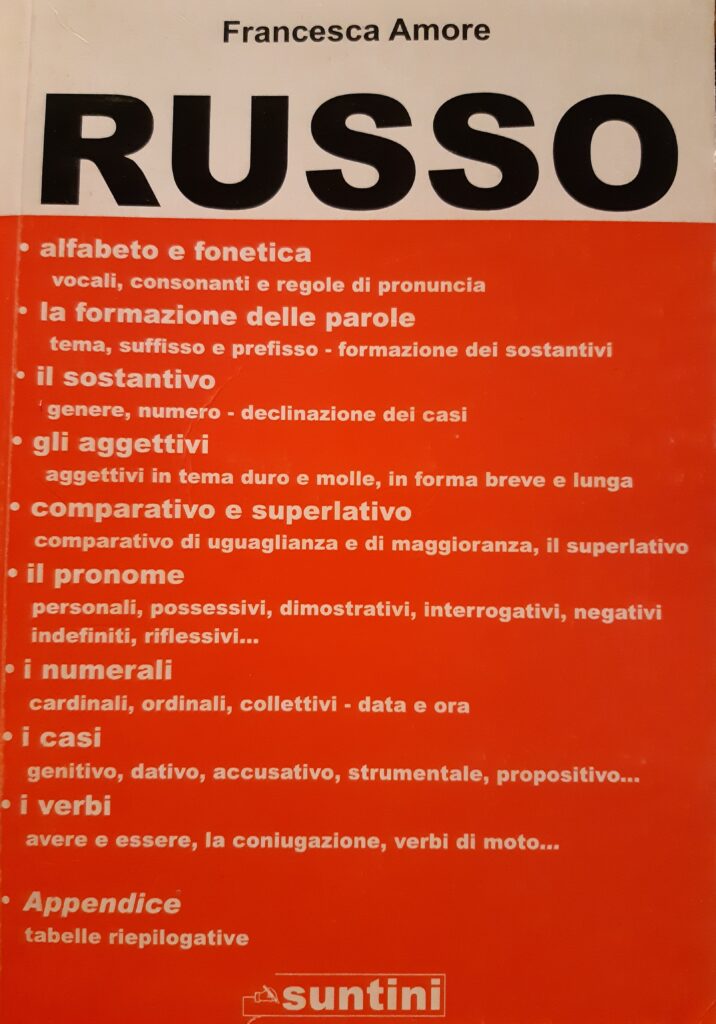 Francesca Amore
RUSSO
• alfabeto e fonetica
vocali, consonanti e regole di pronuncia
• la formazione delle parole
tema, suffisso e prefisso - formazione dei sostantivi
• il sostantivo
genere, numero - declinazione dei casi
• gli aggettivi
aggettivi in tema duro e molle, in forma breve e lunga
• comparativo e superlativo
comparativo di uguaglianza e di maggioranza, il superlativo
• il pronome
personali, possessivi, dimostrativi, interrogativi, negativi
indefiniti, riflessivi...
• i numerali
cardinali, ordinali, collettivi - data e ora
• i casi
genitivo, dativo, accusativo, strumentale, propositivo...
• i verbi
avere e essere, la coniugazione, verbi di moto...
• Appendice
tabelle riepilogative
suntini